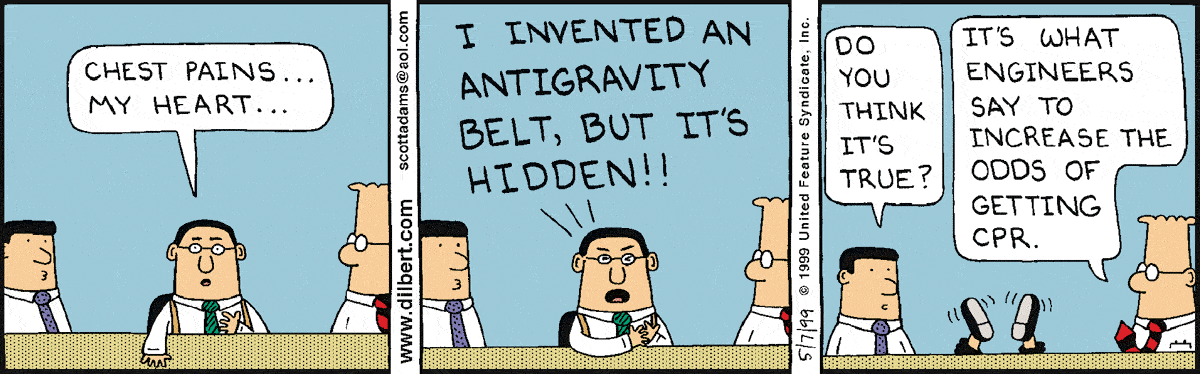 CHEST PAINS...
MY HEART...
www.dilbert.com
scottadams@aol.com
I INVENTED AN
ANTIGRAVITY
BELT, BUT IT'S
HIDDEN!!
5/7/99 © 1999 United Feature Syndicate, Inc.
DO
YOU
THINK
IT'S
TRUE?
IT'S WHAT
ENGINEERS
SAY TO
INCREASE THE
ODDS OF
GETTING
CPR.